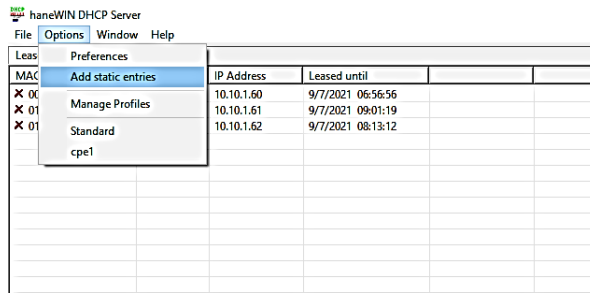 haneWIN DHCP Server
File Options Window Help
Preferences
Add static entries
IP Address Leased until
10.10.1.60 9/7/2021 06:56:56
Manage Profiles
10.10.1.61 9/7/2021 09:01:19
Standard
10.10.1.62 9/7/2021 08:13:12
cpe1